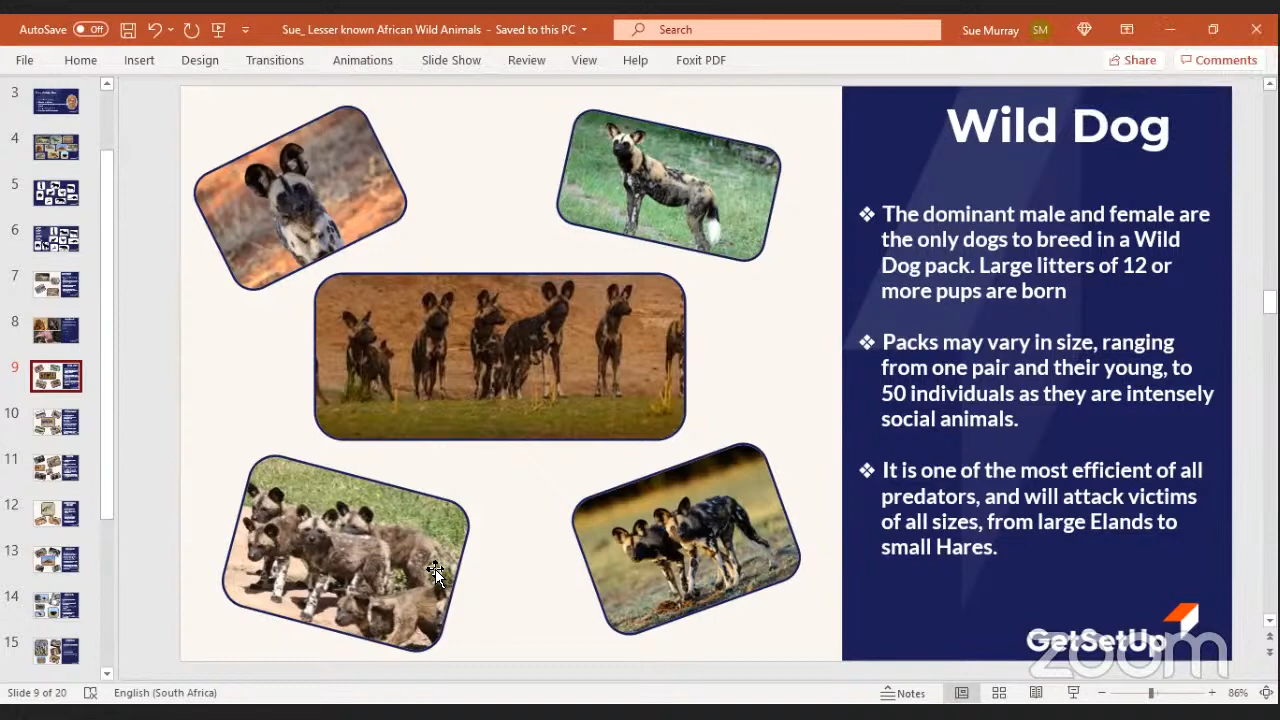 AutoSave Off
Sue_ Lesser known African Wild Animals - Saved to this PC
Search
Sue Murray SM
File Home Insert Design Transitions Animations Slide Show Review View Help Foxit PDF
Share Comments
3
4
5
6
7
8
9
10
11
12
13
14
15
Wild Dog
❖ The dominant male and female are
the only dogs to breed in a Wild
Dog pack. Large litters of 12 or
more pups are born
❖ Packs may vary in size, ranging
from one pair and their young, to
50 individuals as they are intensely
social animals.
❖ It is one of the most efficient of all
predators, and will attack victims
of all sizes, from large Elands to
small Hares.
GetSetUp
zoom
Slide 9 of 20 English (South Africa) Notes 86%